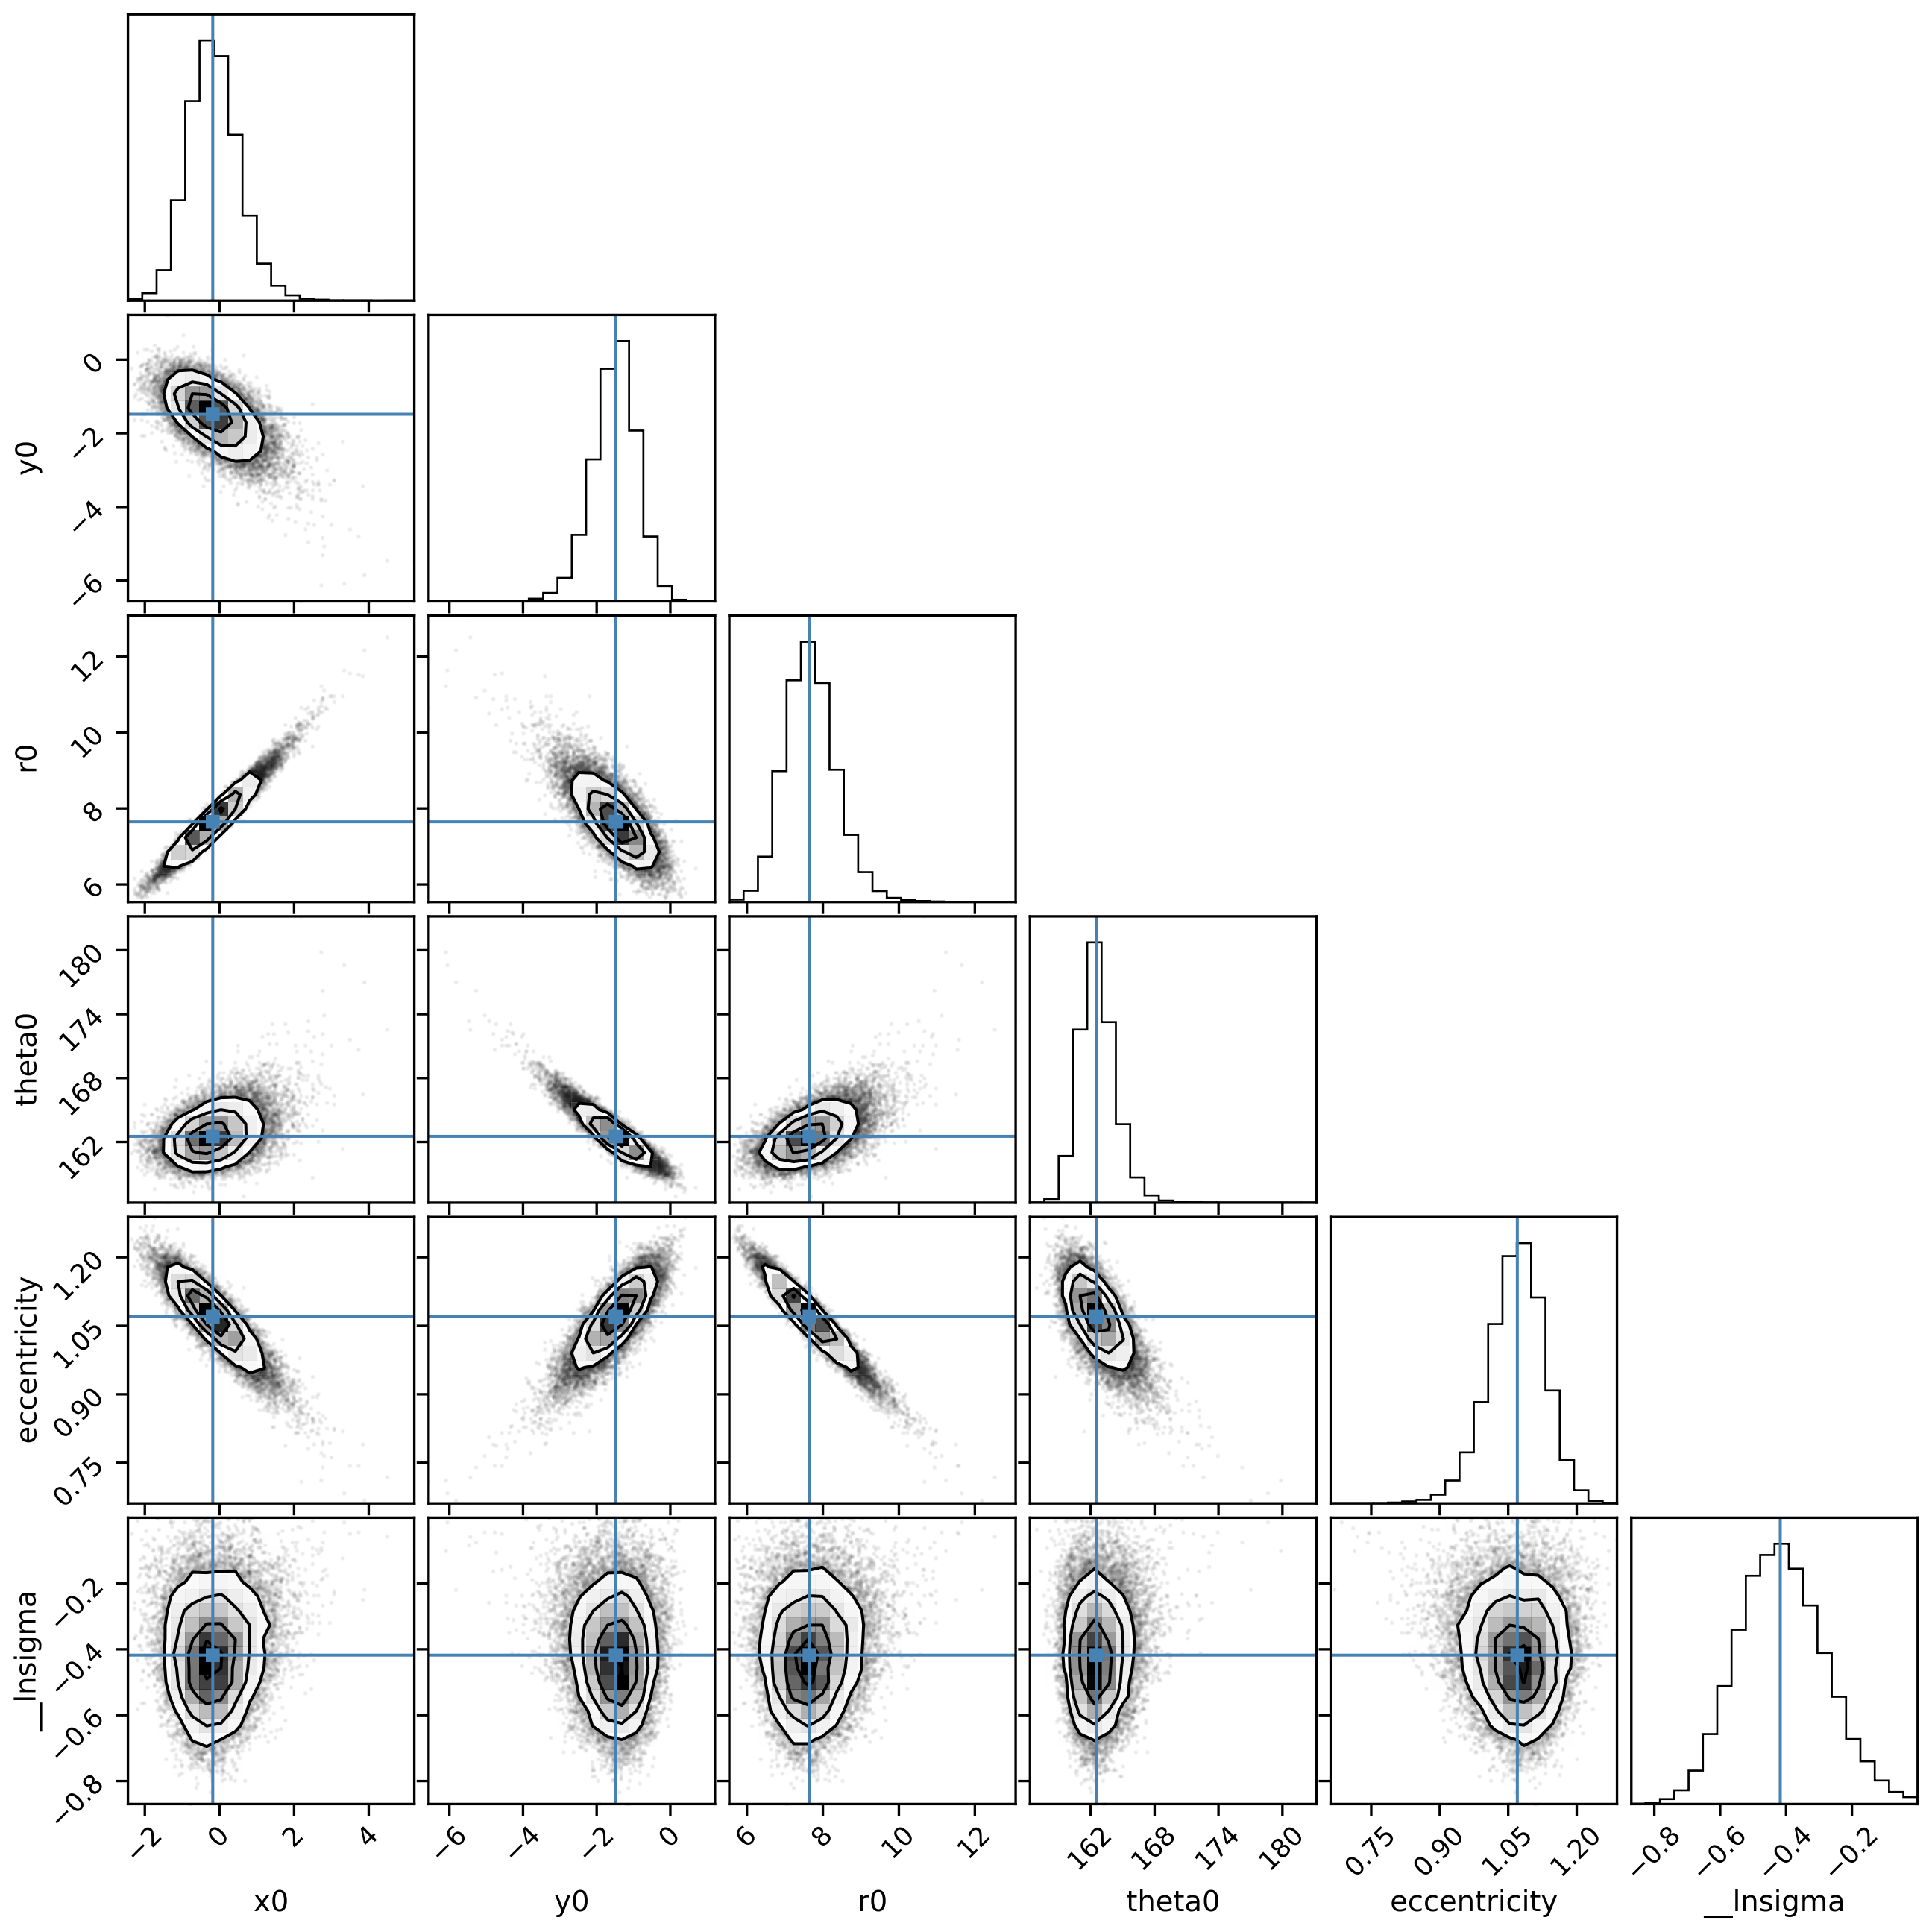 0
−2
−4
−6
y0
12
10
8
6
r0
180
174
168
162
theta0
1.20
1.05
0.90
0.75
eccentricity
−0.2
−0.4
−0.6
−0.8
__lnsigma
−2 0 2 4
−6 −4 −2 0
6 8 10 12
162 168 174 180
0.75 0.90 1.05 1.20
−0.8 −0.6 −0.4 −0.2
x0 y0 r0 theta0 eccentricity __lnsigma